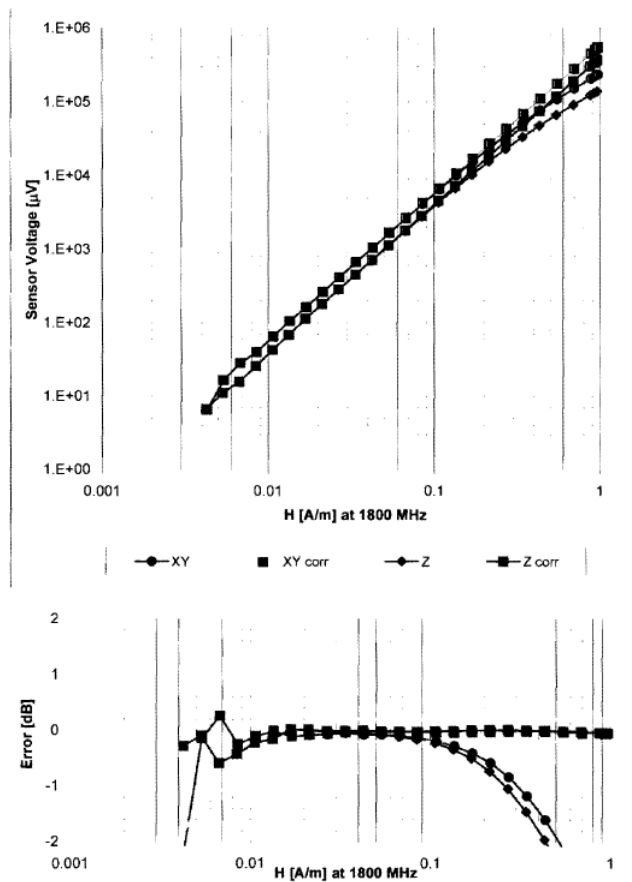 1.E+06
1.E+05
1.E+04
1.E+03
1.E+02
1.E+01
1.E+00
Sensor Voltage [µV]
0.001 0.01 0.1 1
H [A/m] at 1800 MHz
XY XY corr Z Z corr
2
1
0
-1
-2
Error [dB]
0.001 0.01 0.1 1
H [A/m] at 1800 MHz